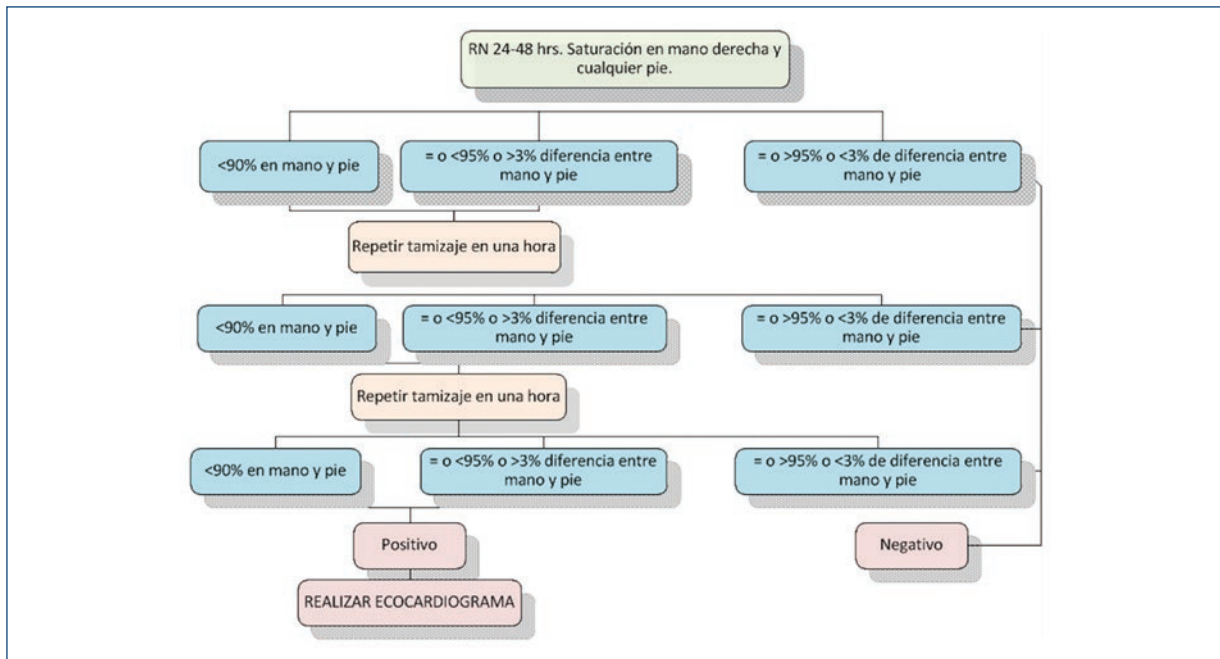 RN 24-48 hrs. Saturación en mano derecha y
cualquier pie.
<90% en mano y pie
= o <95% o >3% diferencia entre
mano y pie
= o >95% o <3% de diferencia entre
mano y pie
Repetir tamizaje en una hora
<90% en mano y pie
= o <95% o >3% diferencia entre
mano y pie
= o >95% o <3% de diferencia entre
mano y pie
Repetir tamizaje en una hora
<90% en mano y pie
= o <95% o >3% diferencia entre
mano y pie
= o >95% o <3% de diferencia entre
mano y pie
Positivo
Negativo
REALIZAR ECOCARDIOGRAMA